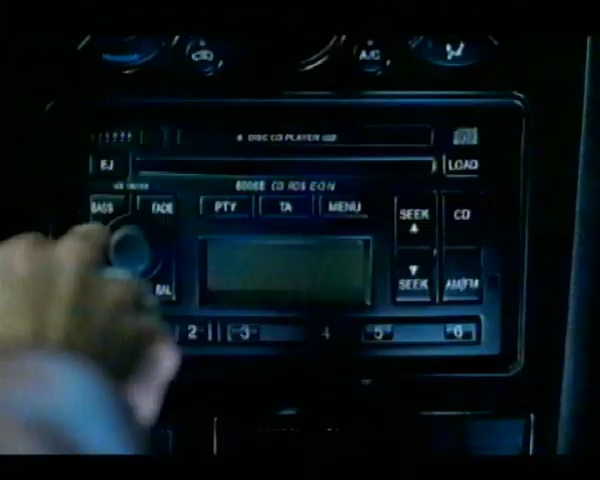 A/C
6 DISC CD PLAYER
EJ
LOAD
6000E CD RDS E-O-N
BASS FADE PTY TA MENU
SEEK CD
BAL
SEEK AM/FM
2 3 4 5 6